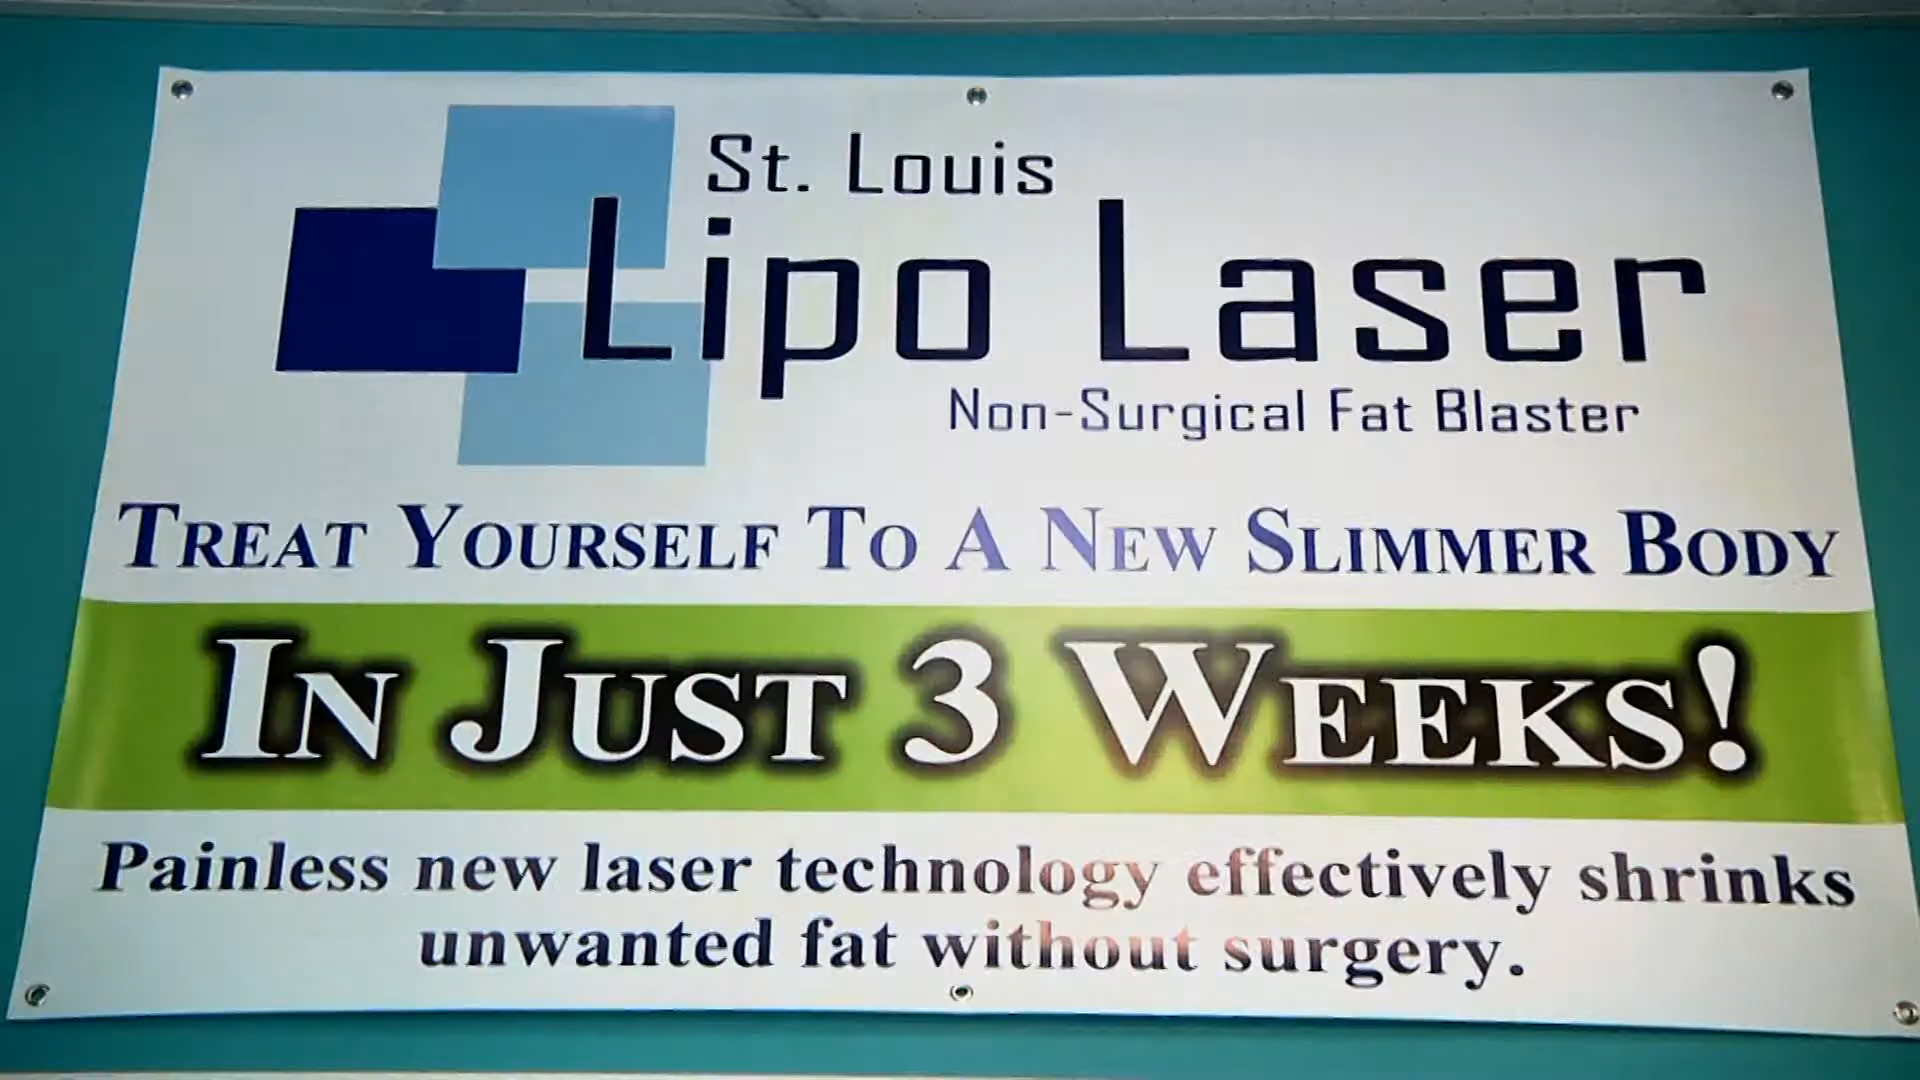 St. Louis
Lipo Laser
Non-Surgical Fat Blaster
TREAT YOURSELF TO A NEW SLIMMER BODY
IN JUST 3 WEEKS!
Painless new laser technology effectively shrinks
unwanted fat without surgery.